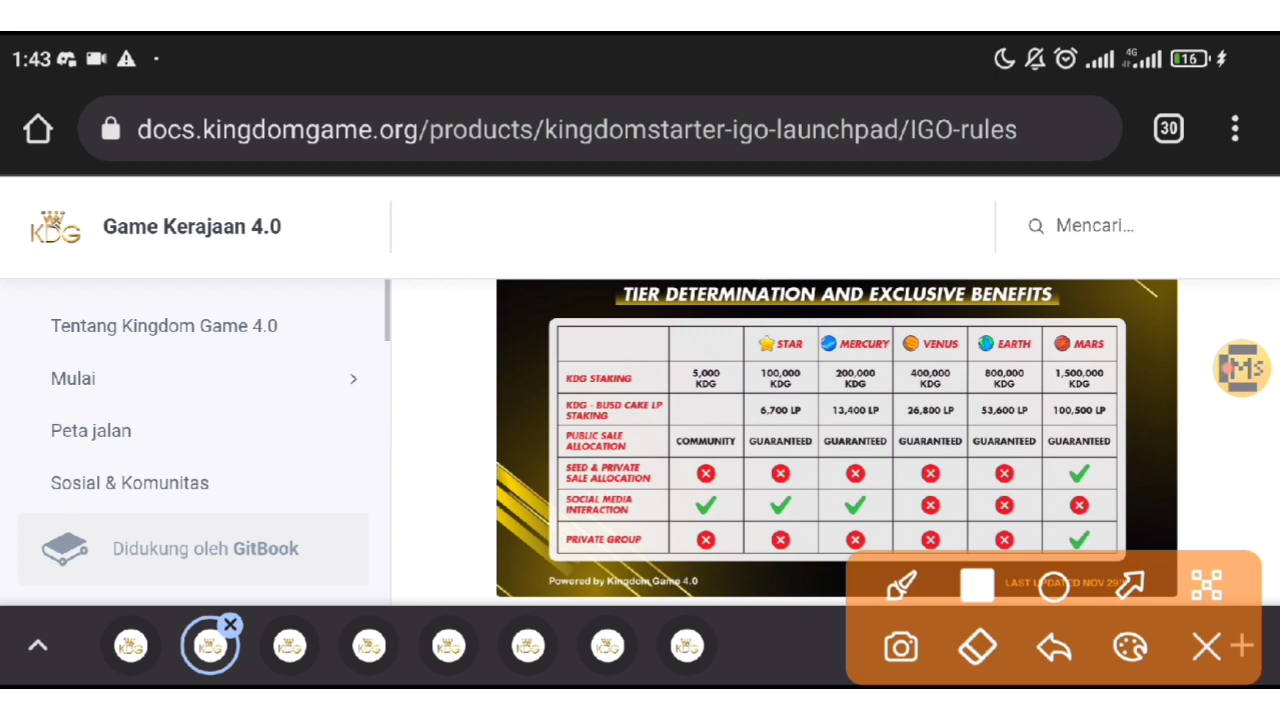 1:43
4G
16
docs.kingdomgame.org/products/kingdomstarter-igo-launchpad/IGO-rules
30
KDG
Game Kerajaan 4.0
Mencari...
Tentang Kingdom Game 4.0
Mulai
Peta jalan
Sosial & Komunitas
Didukung oleh GitBook
TIER DETERMINATION AND EXCLUSIVE BENEFITS
STAR MERCURY VENUS EARTH MARS
KDG STAKING 5,000 KDG 100,000 KDG 200,000 KDG 400,000 KDG 800,000 KDG 1,500,000 KDG
KDG - BUSD CAKE LP STAKING 6,700 LP 13,400 LP 26,800 LP 53,600 LP 100,500 LP
PUBLIC SALE ALLOCATION COMMUNITY GUARANTEED GUARANTEED GUARANTEED GUARANTEED GUARANTEED
SEED & PRIVATE SALE ALLOCATION
SOCIAL MEDIA INTERACTION
PRIVATE GROUP
Powered by Kingdom Game 4.0
LAST UPDATED NOV
Ms